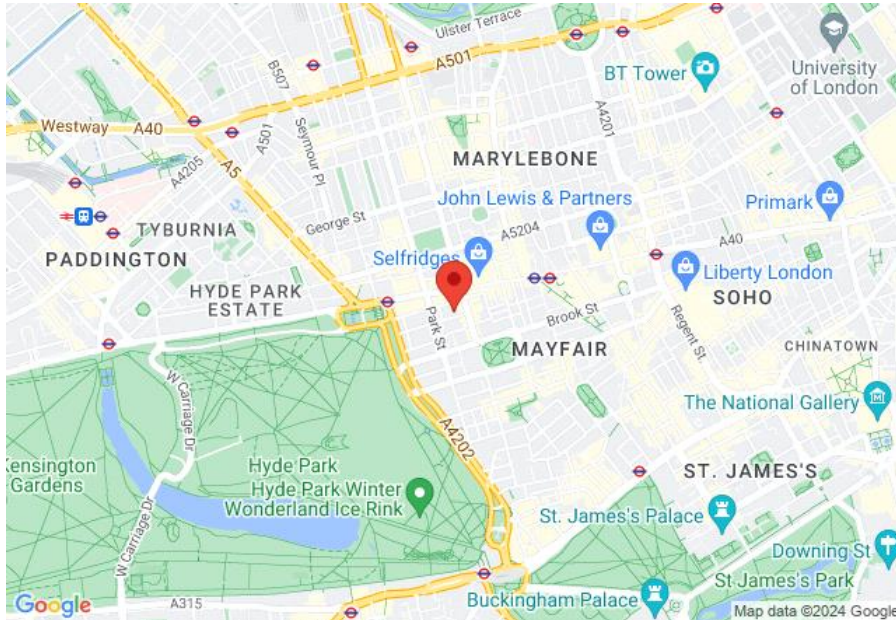 Ulster Terrace
A501
B507
BT Tower
University
of London
A4201
Westway
A40
A501
Seymour Pl
A4205
A5
MARYLEBONE
John Lewis & Partners
Primark
George St
A5204
A40
TYBURNIA
PADDINGTON
Selfridges
Liberty London
HYDE PARK
ESTATE
SOHO
Park St
Brook St
Regent St
MAYFAIR
CHINATOWN
W Carriage Dr
The National Gallery
A4202
Kensington
Gardens
Hyde Park
Hyde Park Winter
Wonderland Ice Rink
ST. JAMES'S
W Carriage Dr
St. James's Palace
Downing St
St James's Park
Buckingham Palace
Google
A315
Map data ©2024 Google